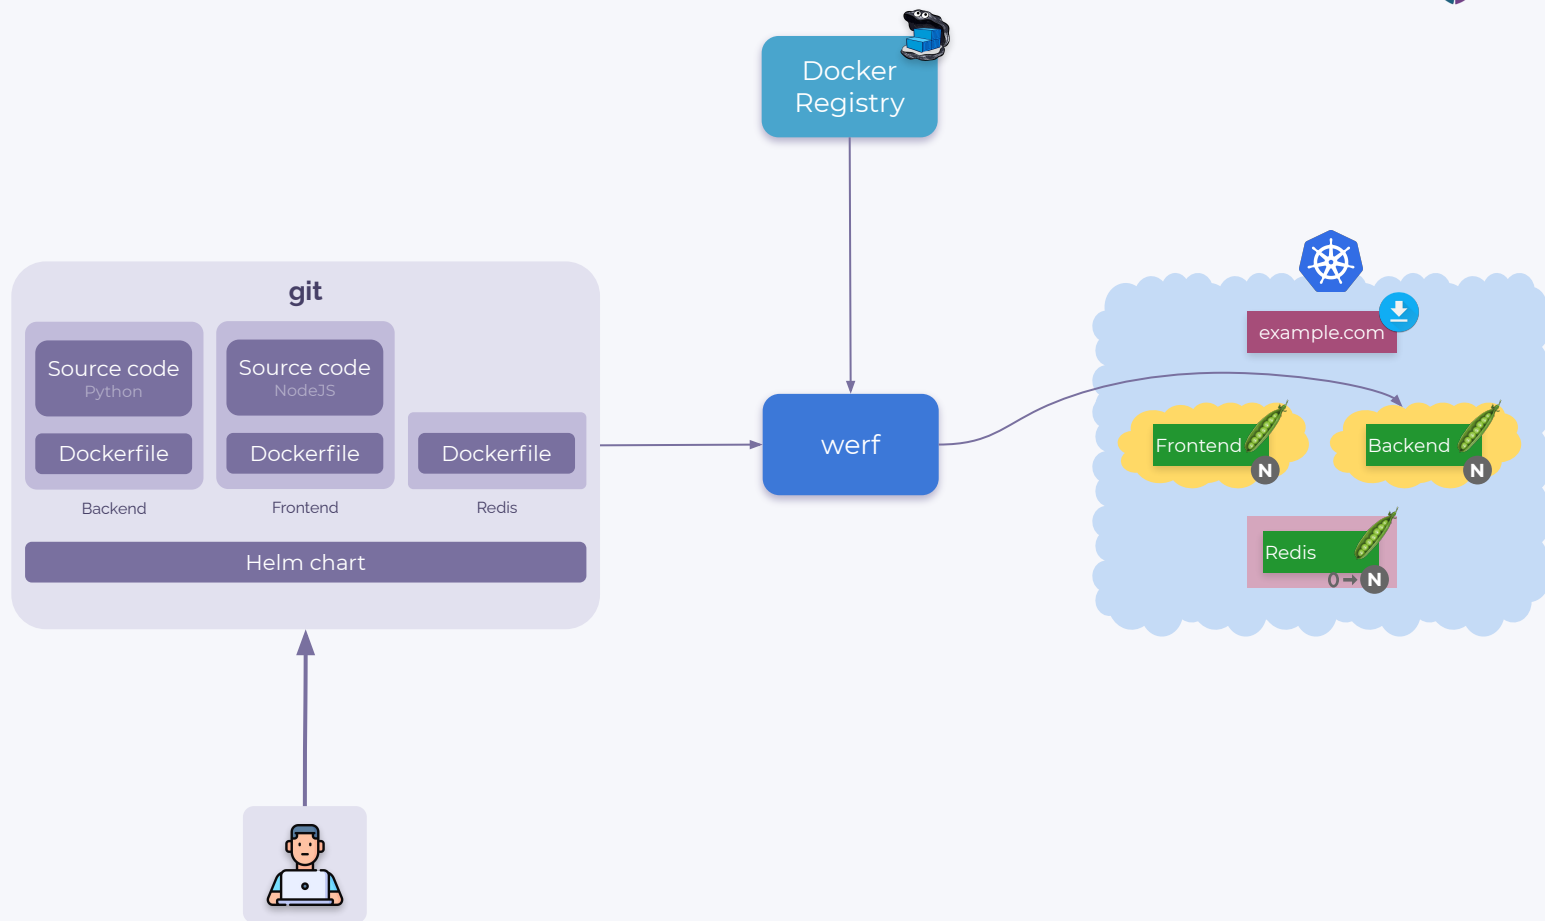 Docker
Registry
git
Source code
Python
Dockerfile
Backend
Source code
NodeJS
Dockerfile
Frontend
Dockerfile
Redis
Helm chart
werf
example.com
Frontend
N
Backend
N
Redis
0
N